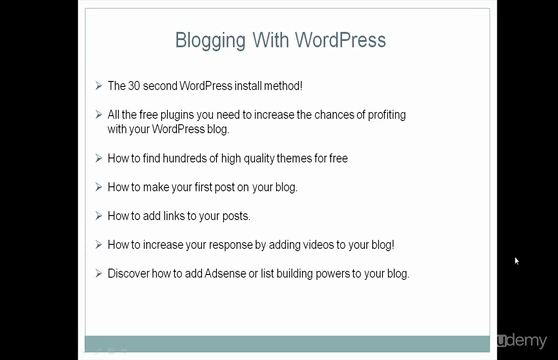 Blogging With WordPress
The 30 second WordPress install method!
All the free plugins you need to increase the chances of profiting
with your WordPress blog.
How to find hundreds of high quality themes for free
How to make your first post on your blog.
How to add links to your posts.
How to increase your response by adding videos to your blog!
Discover how to add Adsense or list building powers to your blog.
udemy